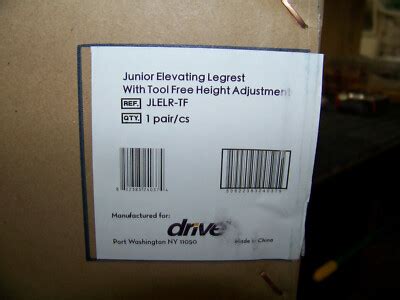 Junior Elevating Legrest
With Tool Free Height Adjustment
REF. JLELR-TF
QTY. 1 pair/cs
Manufactured for:
drive
Port Washington NY 11050
Made in China